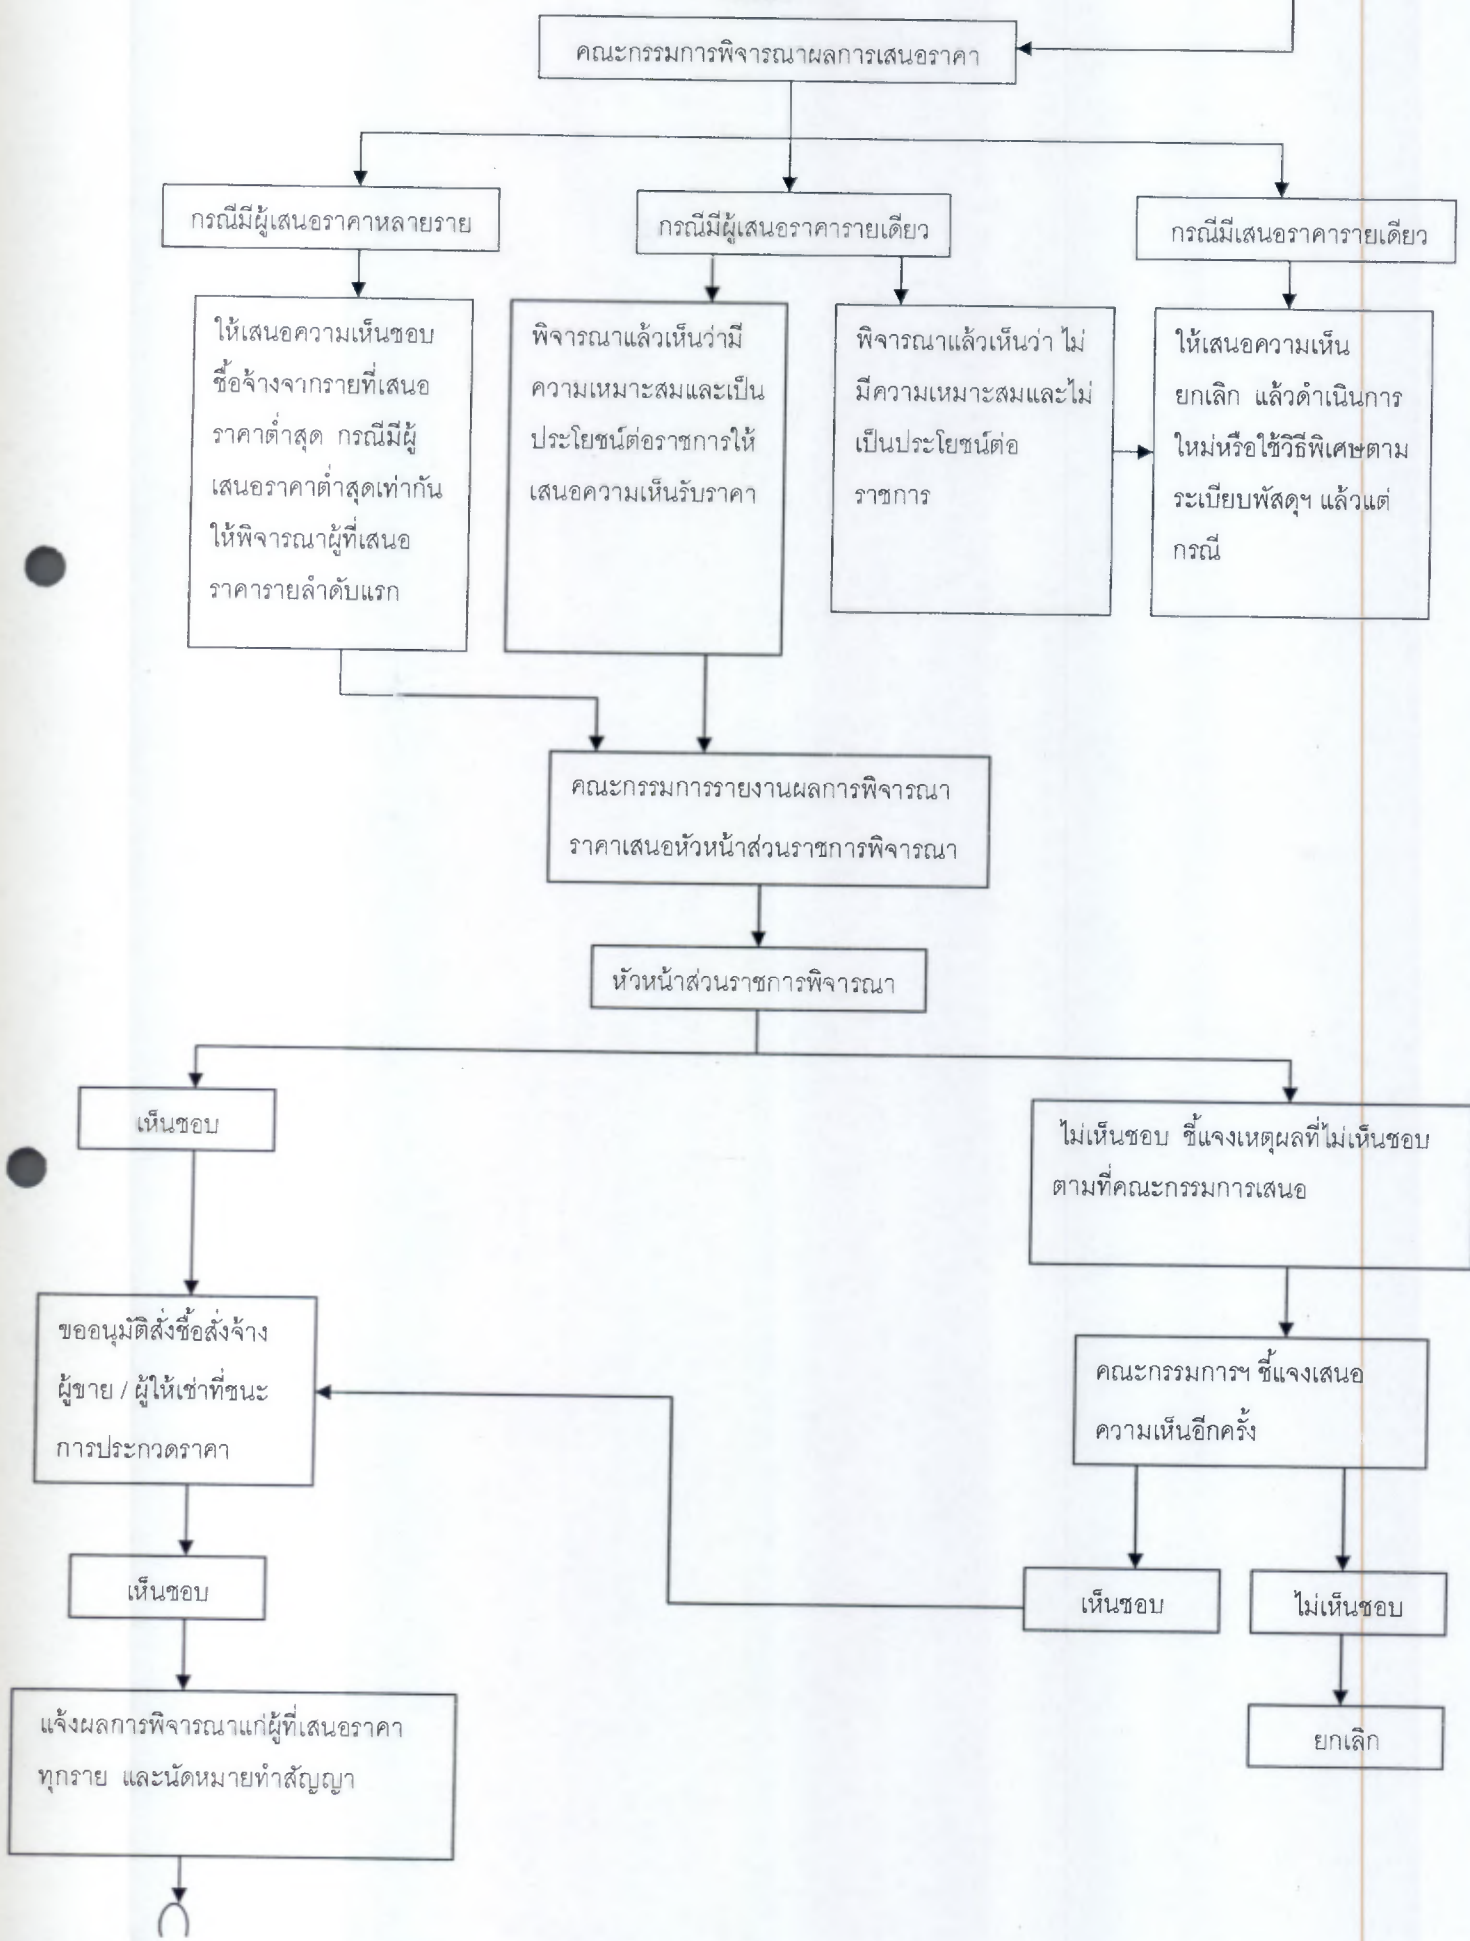 คณะกรรมการพิจารณาผลการเสนอราคา
กรณีมีผู้เสนอราคาหลายราย
กรณีมีผู้เสนอราคารายเดียว
กรณีมีเสนอราคารายเดียว
ให้เสนอความเห็นชอบ
ซื้อจ้างจากรายที่เสนอ
ราคาต่ำสุด กรณีมีผู้
เสนอราคาต่ำสุดเท่ากัน
ให้พิจารณาผู้ที่เสนอ
ราคารายลำดับแรก
พิจารณาแล้วเห็นว่ามี
ความเหมาะสมและเป็น
ประโยชน์ต่อราชการให้
เสนอความเห็นรับราคา
พิจารณาแล้วเห็นว่า ไม่
มีความเหมาะสมและไม่
เป็นประโยชน์ต่อ
ราชการ
ให้เสนอความเห็น
ยกเลิก แล้วดำเนินการ
ใหม่หรือใช้วิธีพิเศษตาม
ระเบียบพัสดุฯ แล้วแต่
กรณี
คณะกรรมการรายงานผลการพิจารณา
ราคาเสนอหัวหน้าส่วนราชการพิจารณา
หัวหน้าส่วนราชการพิจารณา
เห็นชอบ
ไม่เห็นชอบ ชี้แจงเหตุผลที่ไม่เห็นชอบ
ตามที่คณะกรรมการเสนอ
ขออนุมัติสั่งซื้อสั่งจ้าง
ผู้ขาย / ผู้ให้เช่าที่ชนะ
การประกวดราคา
คณะกรรมการฯ ชี้แจงเสนอ
ความเห็นอีกครั้ง
เห็นชอบ
เห็นชอบ
ไม่เห็นชอบ
แจ้งผลการพิจารณาแก่ผู้ที่เสนอราคา
ทุกราย และนัดหมายทำสัญญา
ยกเลิก